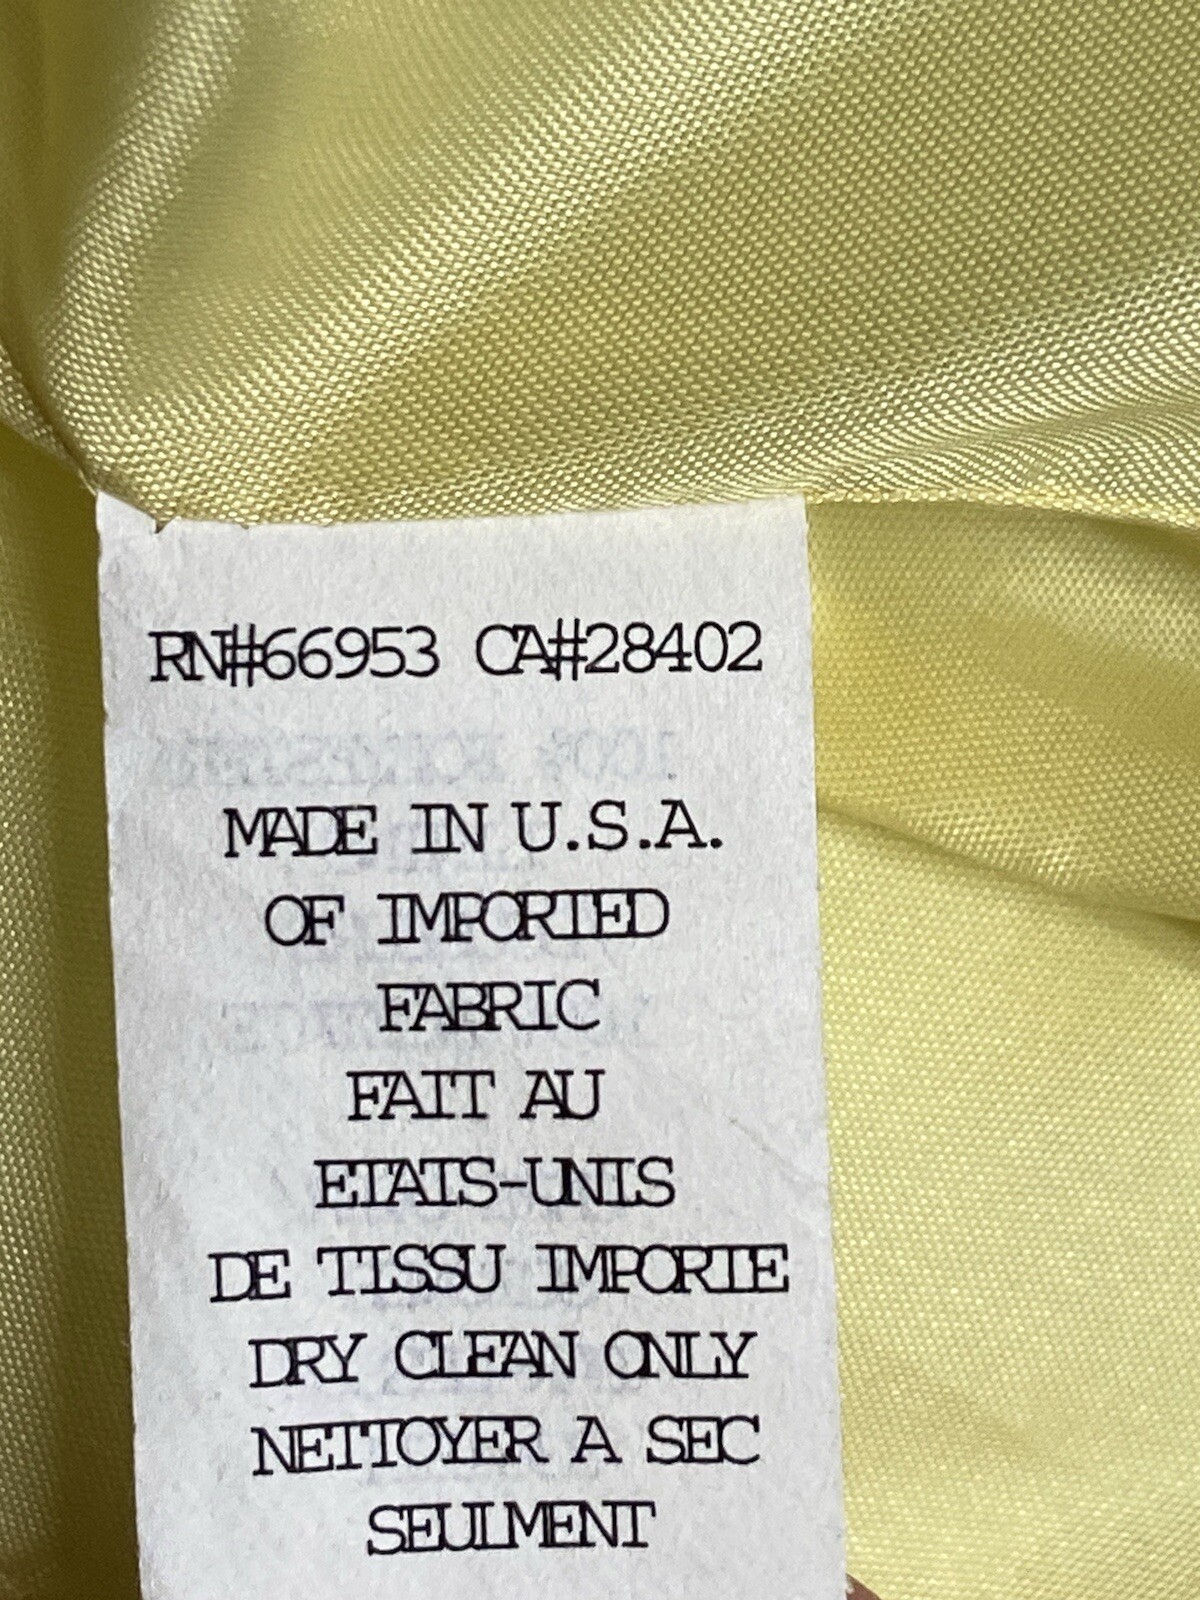 RN#66953 CA#28402
MADE IN U.S.A.
OF IMPORTED
FABRIC
FAIT AU
ETATS-UNIS
DE TISSU IMPORTE
DRY CLEAN ONLY
NETTOYER A SEC
SEULMENT